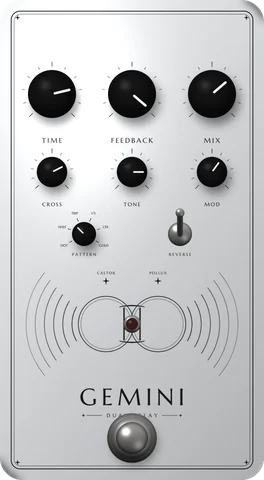 TIME FEEDBACK MIX
CROSS TONE MOD
PATTERN REVERSE
CASTOR POLLUX
GEMINI